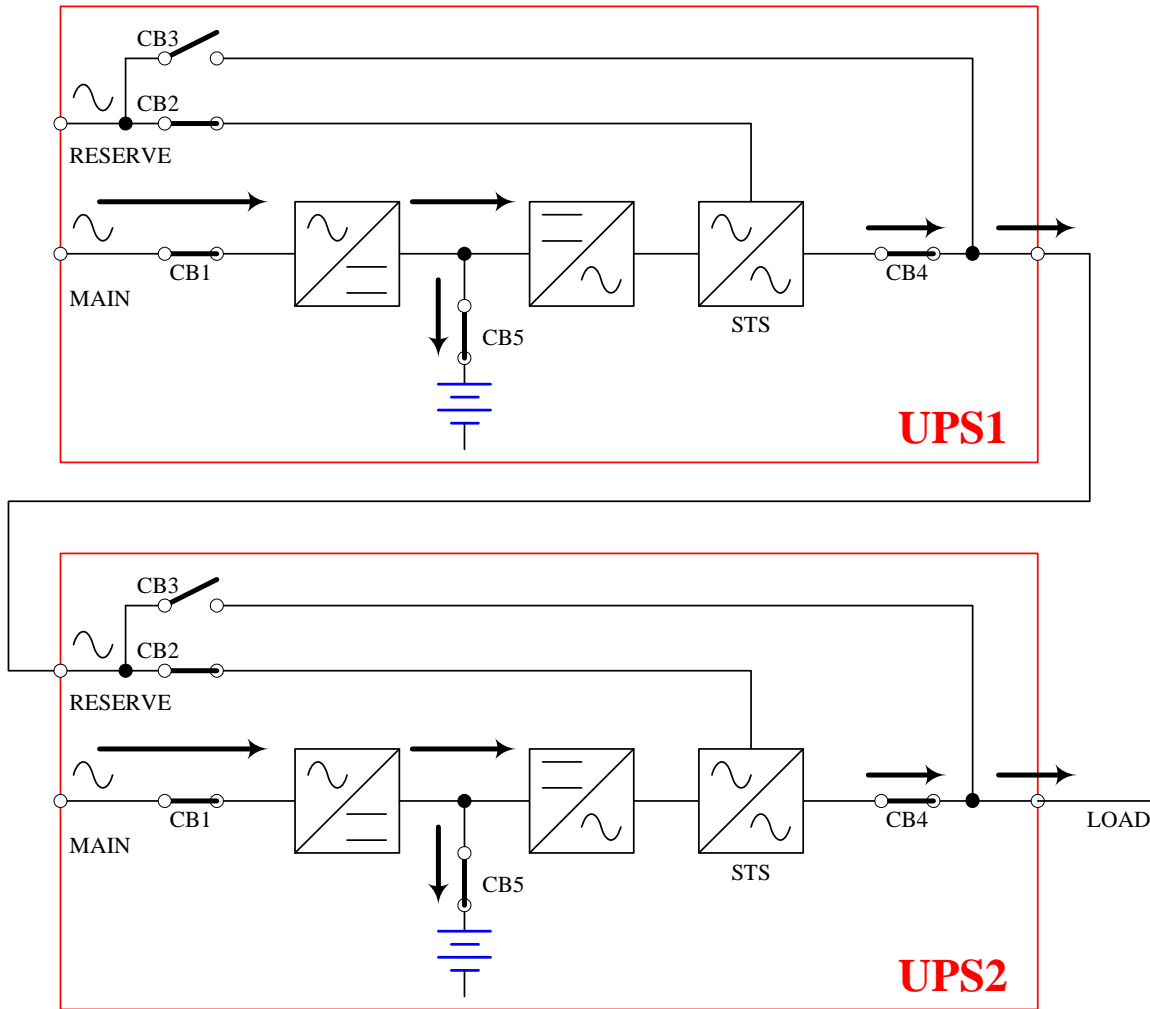 CB3
CB2
RESERVE
CB1
MAIN
CB5
STS
CB4
UPS1
CB3
CB2
RESERVE
CB1
MAIN
CB5
STS
CB4
LOAD
UPS2